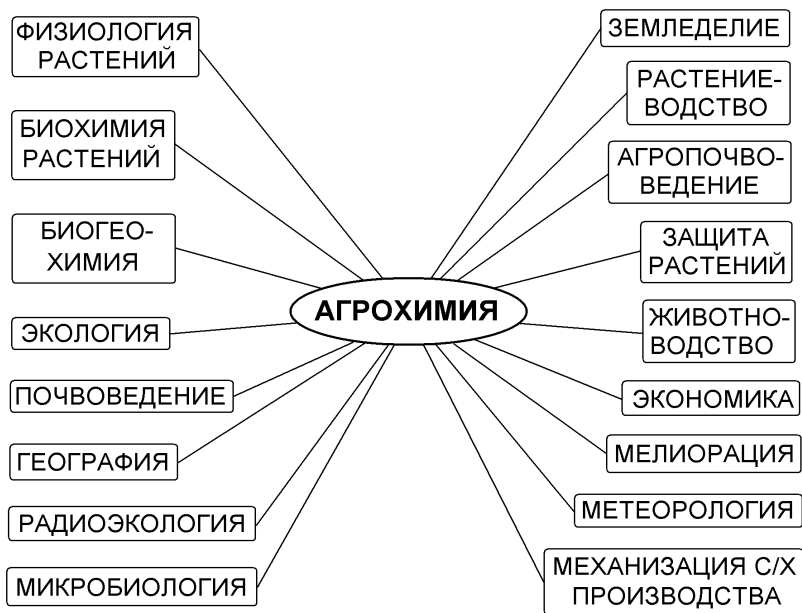 ФИЗИОЛОГИЯ
РАСТЕНИЙ
БИОХИМИЯ
РАСТЕНИЙ
БИОГЕО-
ХИМИЯ
ЭКОЛОГИЯ
ПОЧВОВЕДЕНИЕ
ГЕОГРАФИЯ
РАДИОЭКОЛОГИЯ
МИКРОБИОЛОГИЯ
АГРОХИМИЯ
ЗЕМЛЕДЕЛИЕ
РАСТЕНИЕ-
ВОДСТВО
АГРОПОЧВО-
ВЕДЕНИЕ
ЗАЩИТА
РАСТЕНИЙ
ЖИВОТНО-
ВОДСТВО
ЭКОНОМИКА
МЕЛИОРАЦИЯ
МЕТЕОРОЛОГИЯ
МЕХАНИЗАЦИЯ С/Х
ПРОИЗВОДСТВА